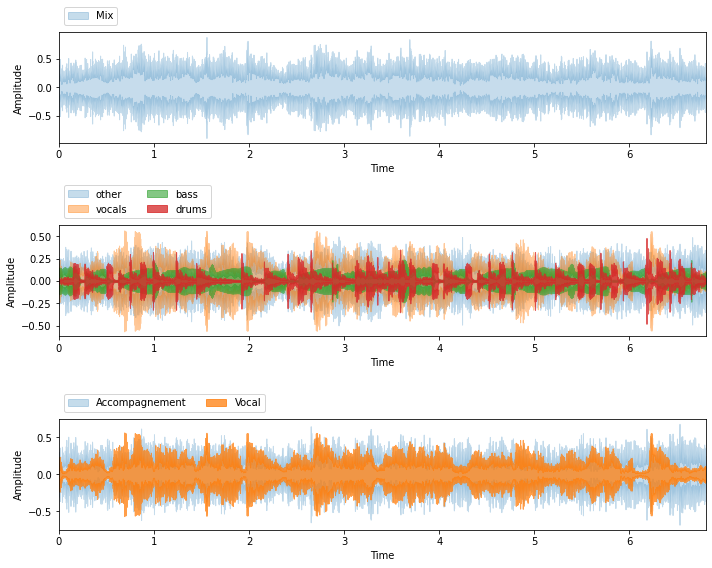 Mix
Amplitude
0.5
0.0
−0.5
0 1 2 3 4 5 6
Time
other bass
vocals drums
Amplitude
0.50
0.25
0.00
−0.25
−0.50
0 1 2 3 4 5 6
Time
Accompagnement Vocal
Amplitude
0.5
0.0
−0.5
0 1 2 3 4 5 6
Time